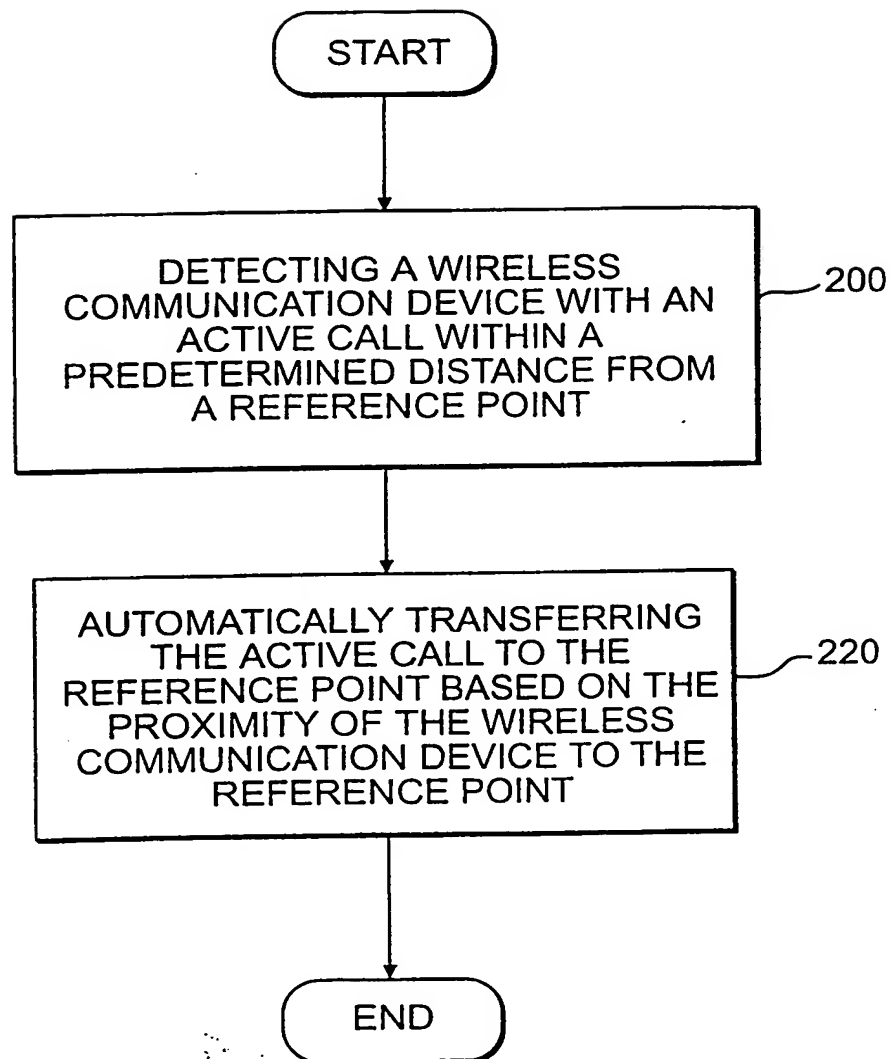 START
DETECTING A WIRELESS
COMMUNICATION DEVICE WITH AN
ACTIVE CALL WITHIN A
PREDETERMINED DISTANCE FROM
A REFERENCE POINT
200
AUTOMATICALLY TRANSFERRING
THE ACTIVE CALL TO THE
REFERENCE POINT BASED ON THE
PROXIMITY OF THE WIRELESS
COMMUNICATION DEVICE TO THE
REFERENCE POINT
220
END